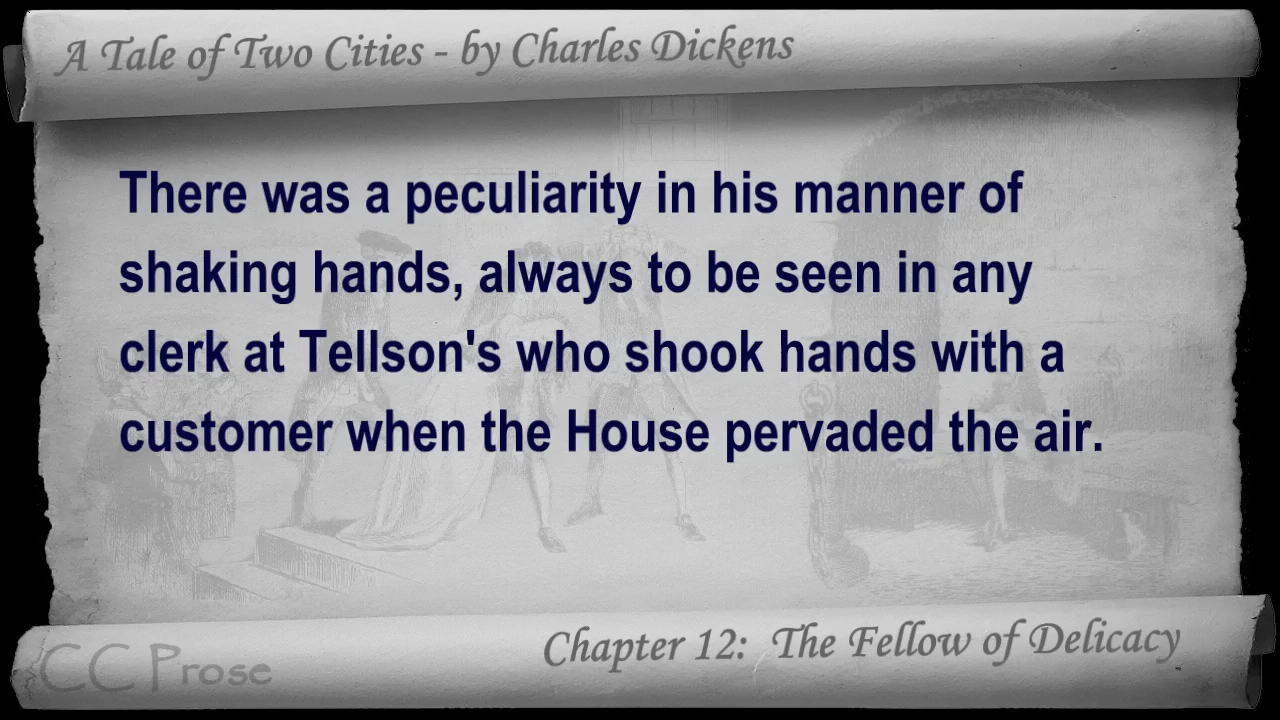 A Tale of Two Cities - by Charles Dickens
There was a peculiarity in his manner of
shaking hands, always to be seen in any
clerk at Tellson's who shook hands with a
customer when the House pervaded the air.
Chapter 12: The Fellow of Delicacy
CC Prose